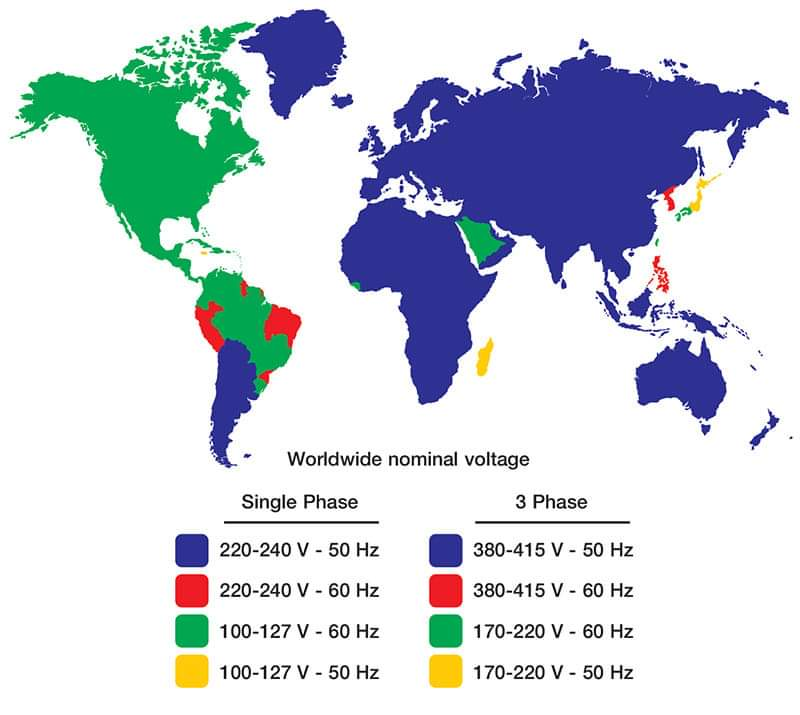 Worldwide nominal voltage
Single Phase
3 Phase
220-240 V - 50 Hz
380-415 V - 50 Hz
220-240 V - 60 Hz
380-415 V - 60 Hz
100-127 V - 60 Hz
170-220 V - 60 Hz
100-127 V - 50 Hz
170-220 V - 50 Hz